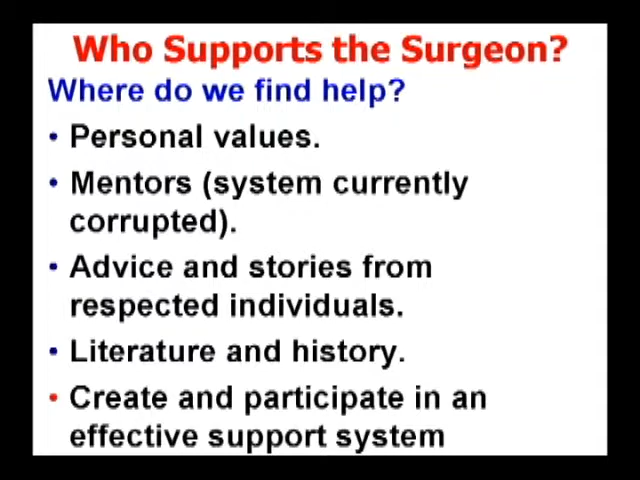 Who Supports the Surgeon?
Where do we find help?
• Personal values.
• Mentors (system currently
corrupted).
• Advice and stories from
respected individuals.
• Literature and history.
• Create and participate in an
effective support system